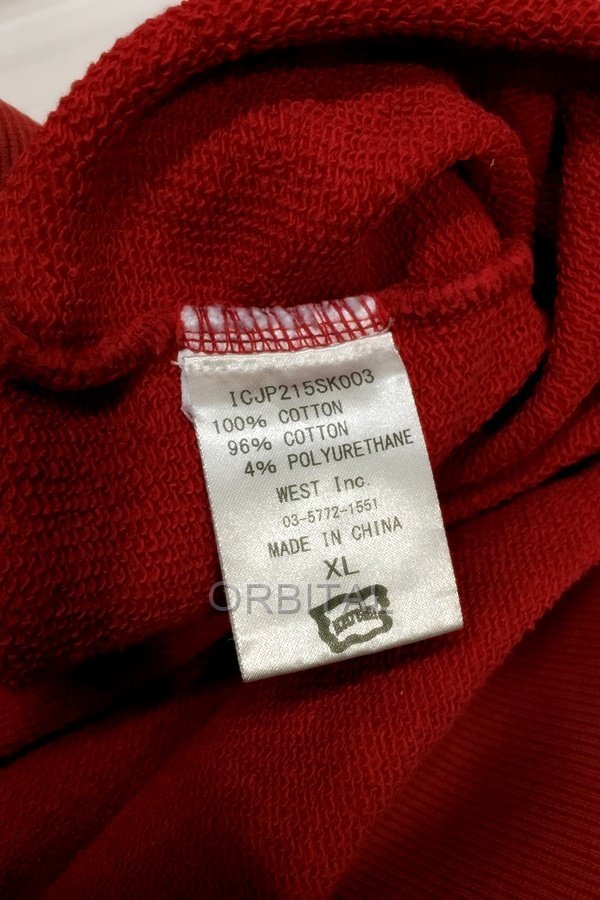 ICJP215SK003
100% COTTON
96% COTTON
4% POLYURETHANE
WEST Inc.
03-5772-1551
MADE IN CHINA
XL
ORBITAL